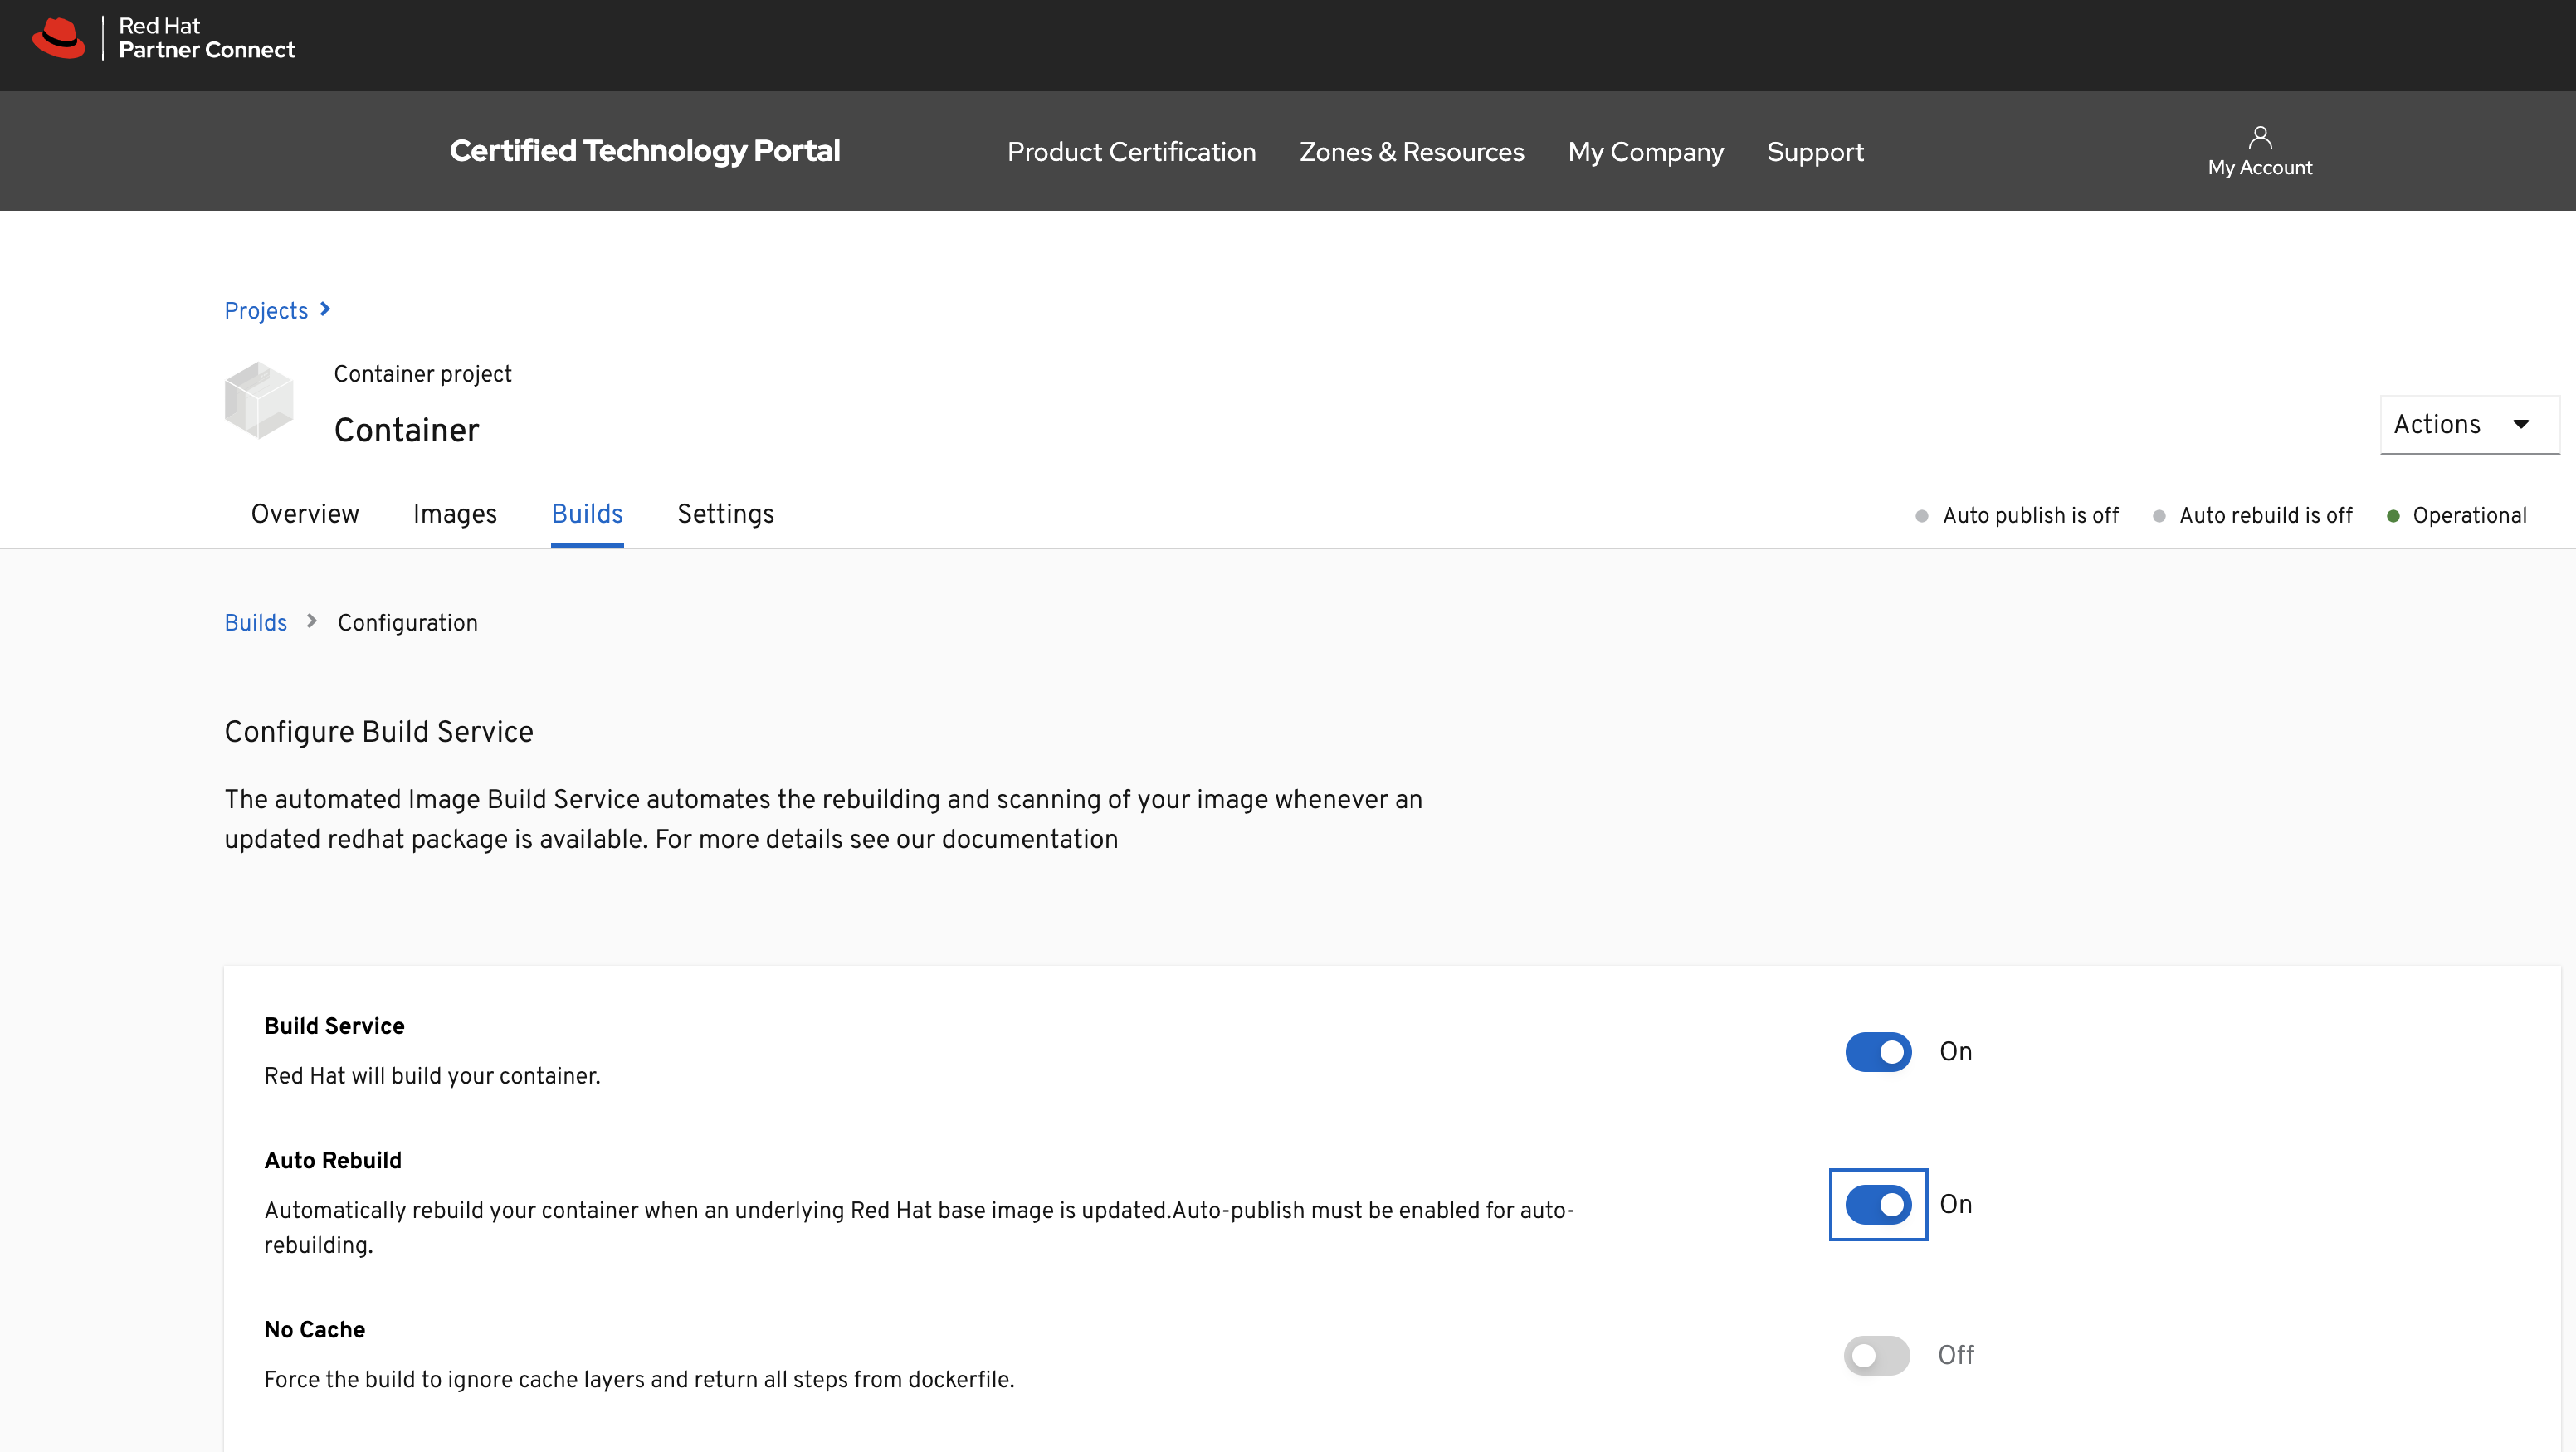 Red Hat
Partner Connect
Certified Technology Portal
Product Certification
Zones & Resources
My Company
Support
My Account
Projects
Container project
Container
Actions
Overview
Images
Builds
Settings
Auto publish is off
Auto rebuild is off
Operational
Builds
Configuration
Configure Build Service
The automated Image Build Service automates the rebuilding and scanning of your image whenever an
updated redhat package is available. For more details see our documentation
Build Service
On
Red Hat will build your container.
Auto Rebuild
On
Automatically rebuild your container when an underlying Red Hat base image is updated.Auto-publish must be enabled for auto-
rebuilding.
No Cache
Off
Force the build to ignore cache layers and return all steps from dockerfile.